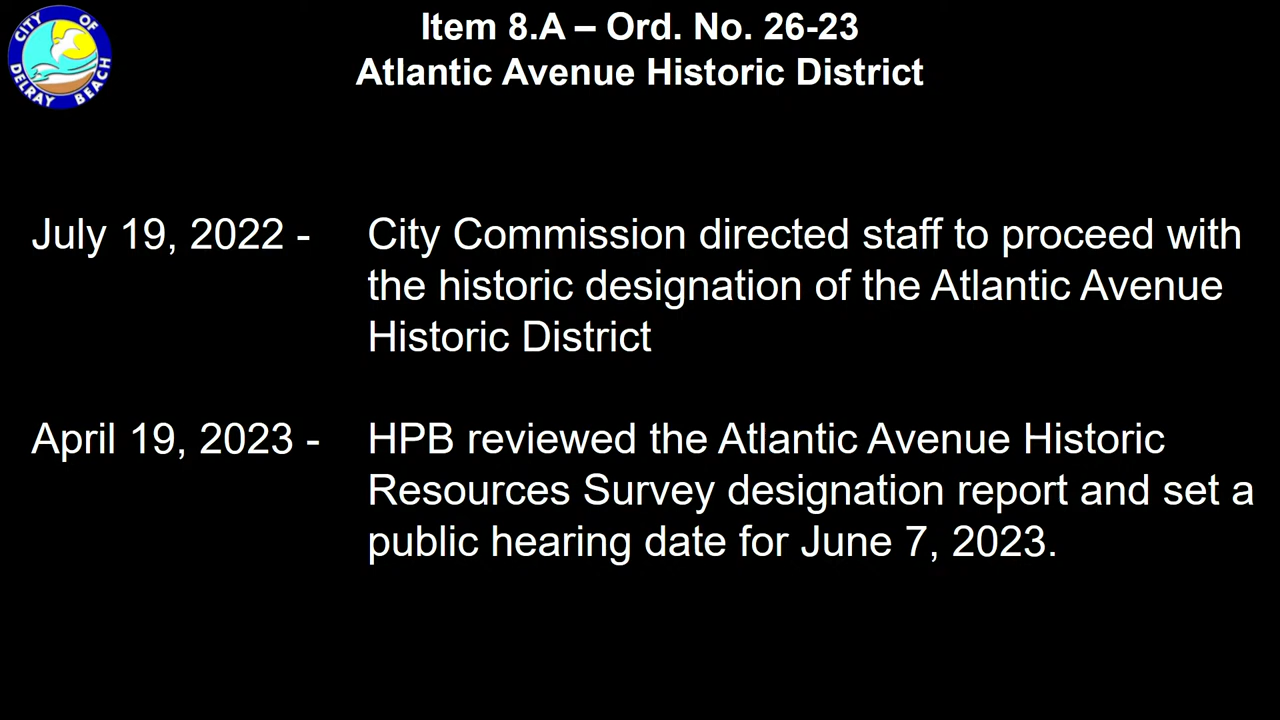 CITY OF
DELRAY BEACH
Item 8.A – Ord. No. 26-23
Atlantic Avenue Historic District
July 19, 2022 - City Commission directed staff to proceed with
the historic designation of the Atlantic Avenue
Historic District
April 19, 2023 - HPB reviewed the Atlantic Avenue Historic
Resources Survey designation report and set a
public hearing date for June 7, 2023.